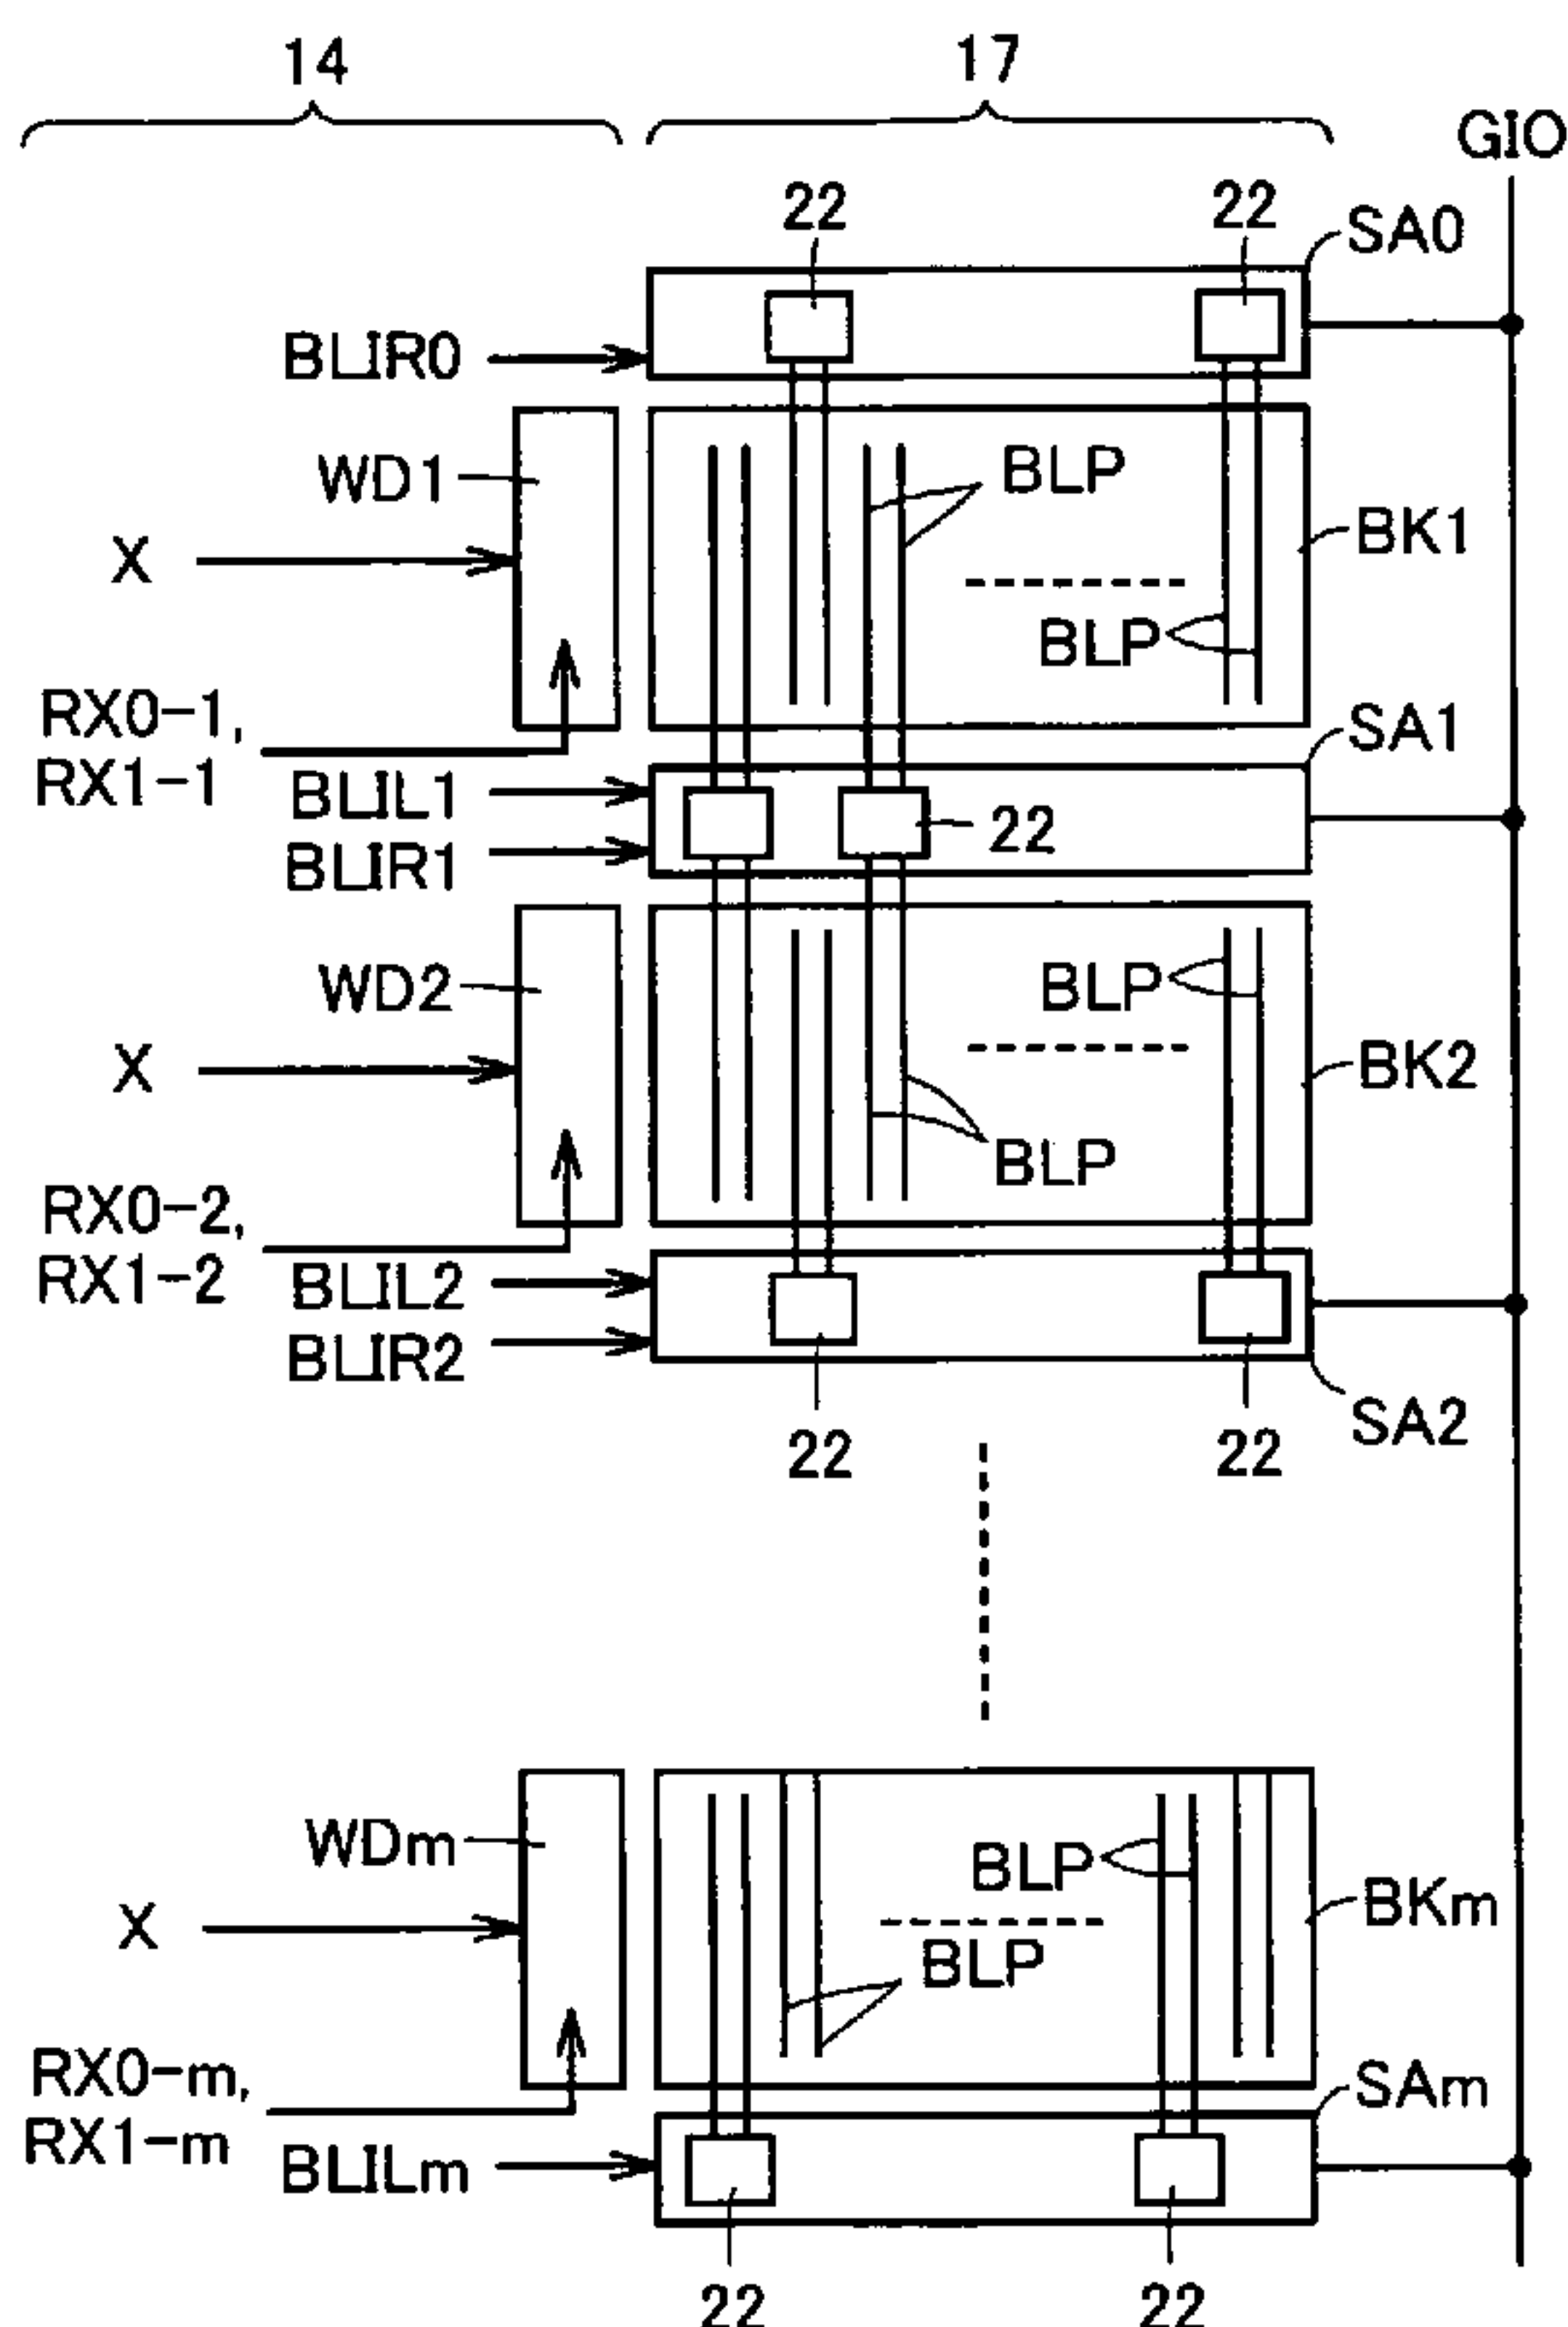 14
17
GIO
22
22
SA0
BLIR0
WD1
BLP
X
BK1
BLP
RX0-1,
RX1-1
SA1
BLIL1
22
BLIR1
WD2
BLP
X
BK2
BLP
RX0-2,
RX1-2
BLIL2
BLIR2
SA2
22
22
WDm
BLP
BKm
X
BLP
RX0-m,
RX1-m
SAm
BLILm
22
22